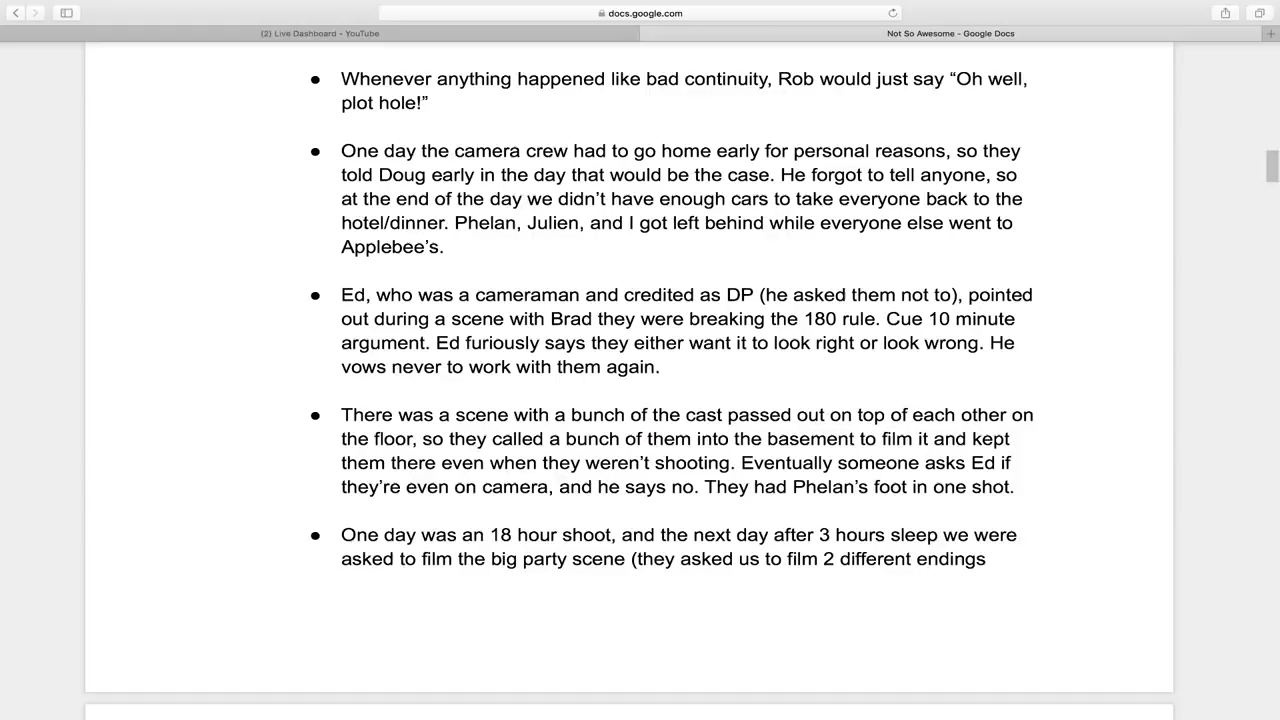 docs.google.com
(2) Live Dashboard - YouTube
Not So Awesome - Google Docs
● Whenever anything happened like bad continuity, Rob would just say “Oh well,
plot hole!”
● One day the camera crew had to go home early for personal reasons, so they
told Doug early in the day that would be the case. He forgot to tell anyone, so
at the end of the day we didn’t have enough cars to take everyone back to the
hotel/dinner. Phelan, Julien, and I got left behind while everyone else went to
Applebee’s.
● Ed, who was a cameraman and credited as DP (he asked them not to), pointed
out during a scene with Brad they were breaking the 180 rule. Cue 10 minute
argument. Ed furiously says they either want it to look right or look wrong. He
vows never to work with them again.
● There was a scene with a bunch of the cast passed out on top of each other on
the floor, so they called a bunch of them into the basement to film it and kept
them there even when they weren’t shooting. Eventually someone asks Ed if
they’re even on camera, and he says no. They had Phelan’s foot in one shot.
● One day was an 18 hour shoot, and the next day after 3 hours sleep we were
asked to film the big party scene (they asked us to film 2 different endings